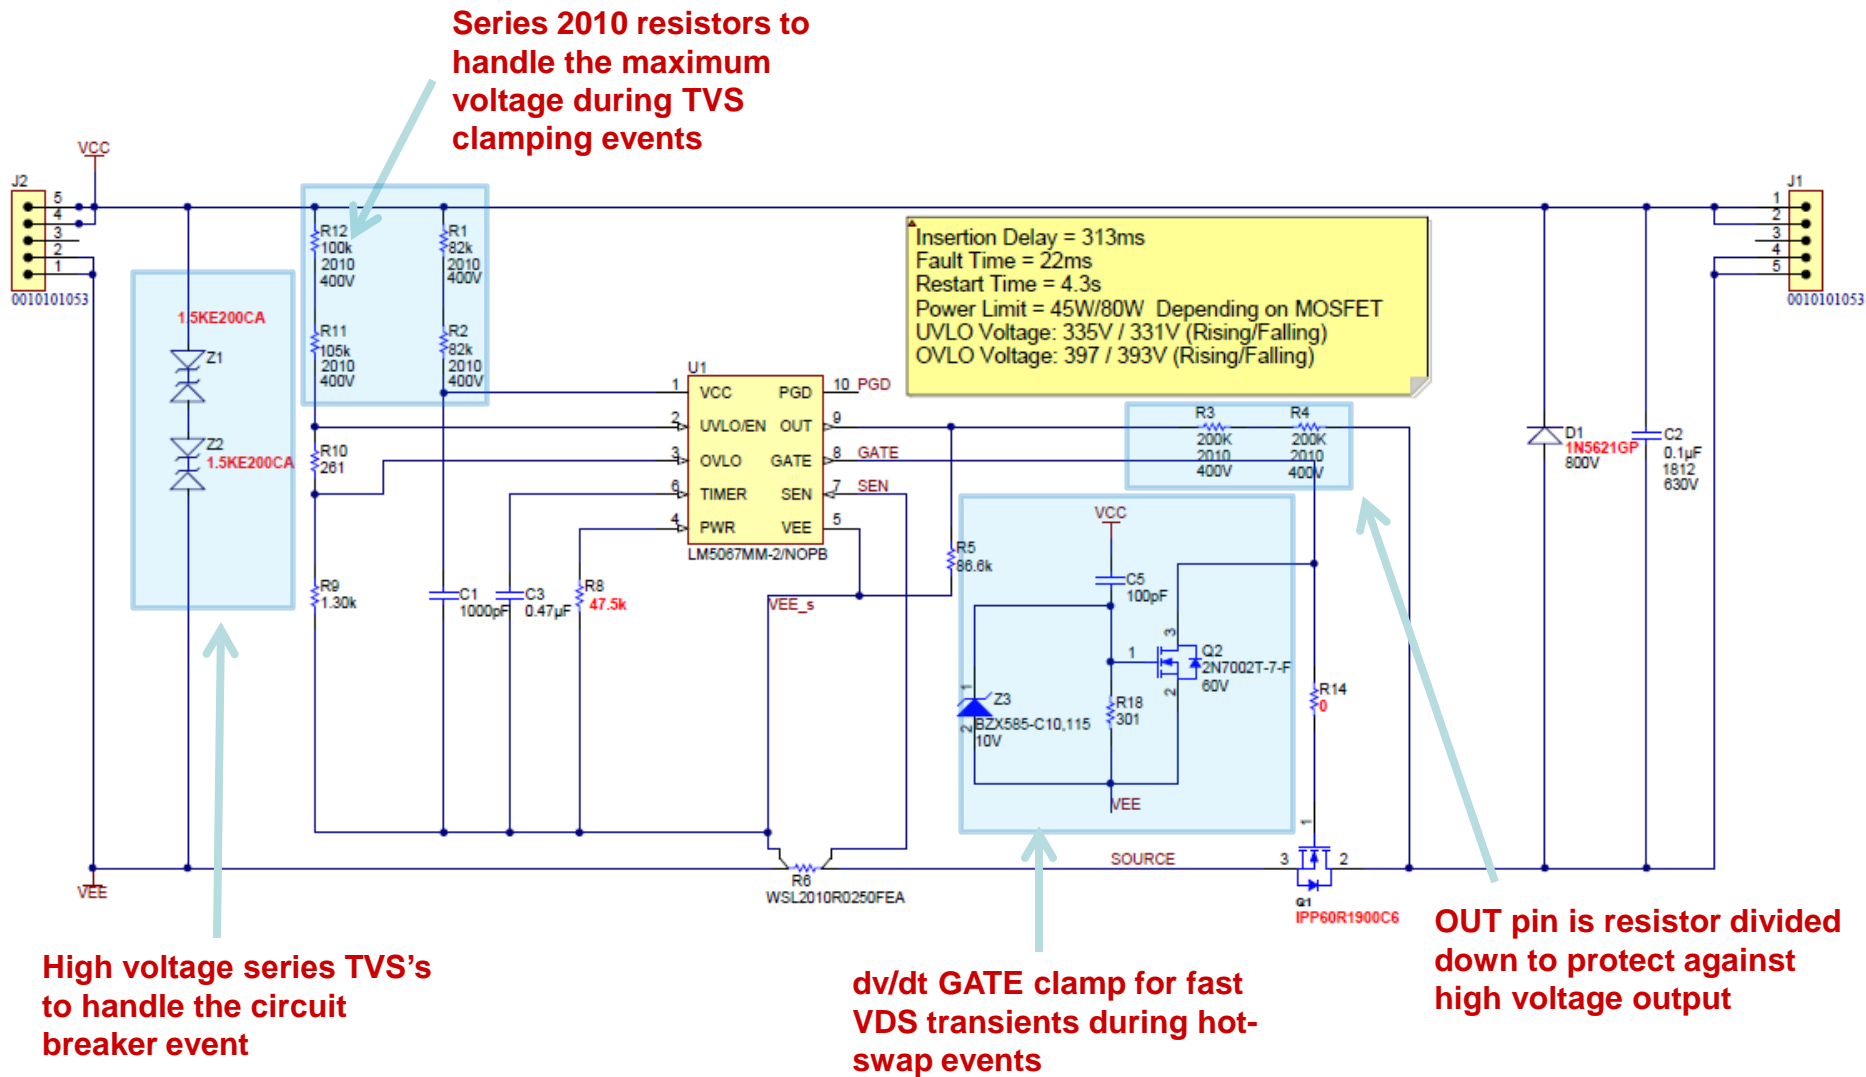 Series 2010 resistors to
handle the maximum
voltage during TVS
clamping events
VCC
J2
5
4
3
2
1
0010101053
R12
100k
2010
400V
R1
82k
2010
400V
R11
105k
2010
400V
R2
82k
2010
400V
1.5KE200CA
Z1
Z2
1.5KE200CA
R10
261
R9
1.30k
C1
1000pF
C3
0.47µF
R8
47.5k
U1
1 VCC PGD 10 PGD
2 UVLO/EN OUT 9
3 OVLO GATE 8 GATE
6 TIMER SEN 7 SEN
4 PWR VEE 5
LM5067MM-2/NOPB
Insertion Delay = 313ms
Fault Time = 22ms
Restart Time = 4.3s
Power Limit = 45W/80W Depending on MOSFET
UVLO Voltage: 335V / 331V (Rising/Falling)
OVLO Voltage: 397 / 393V (Rising/Falling)
R3
200K
2010
400V
R4
200K
2010
400V
J1
1
2
3
4
5
0010101053
D1
1N5621GP
800V
C2
0.1µF
1812
630V
R5
86.6k
VEE_s
VCC
C5
100pF
1
3
2
Q2
2N7002T-7-F
60V
1
2
Z3
BZX585-C10,115
10V
R18
301
VEE
R14
0
VEE
R6
WSL2010R0250FEA
SOURCE
1
3
2
Q1
IPP60R1900C6
High voltage series TVS’s
to handle the circuit
breaker event
dv/dt GATE clamp for fast
VDS transients during hot-
swap events
OUT pin is resistor divided
down to protect against
high voltage output